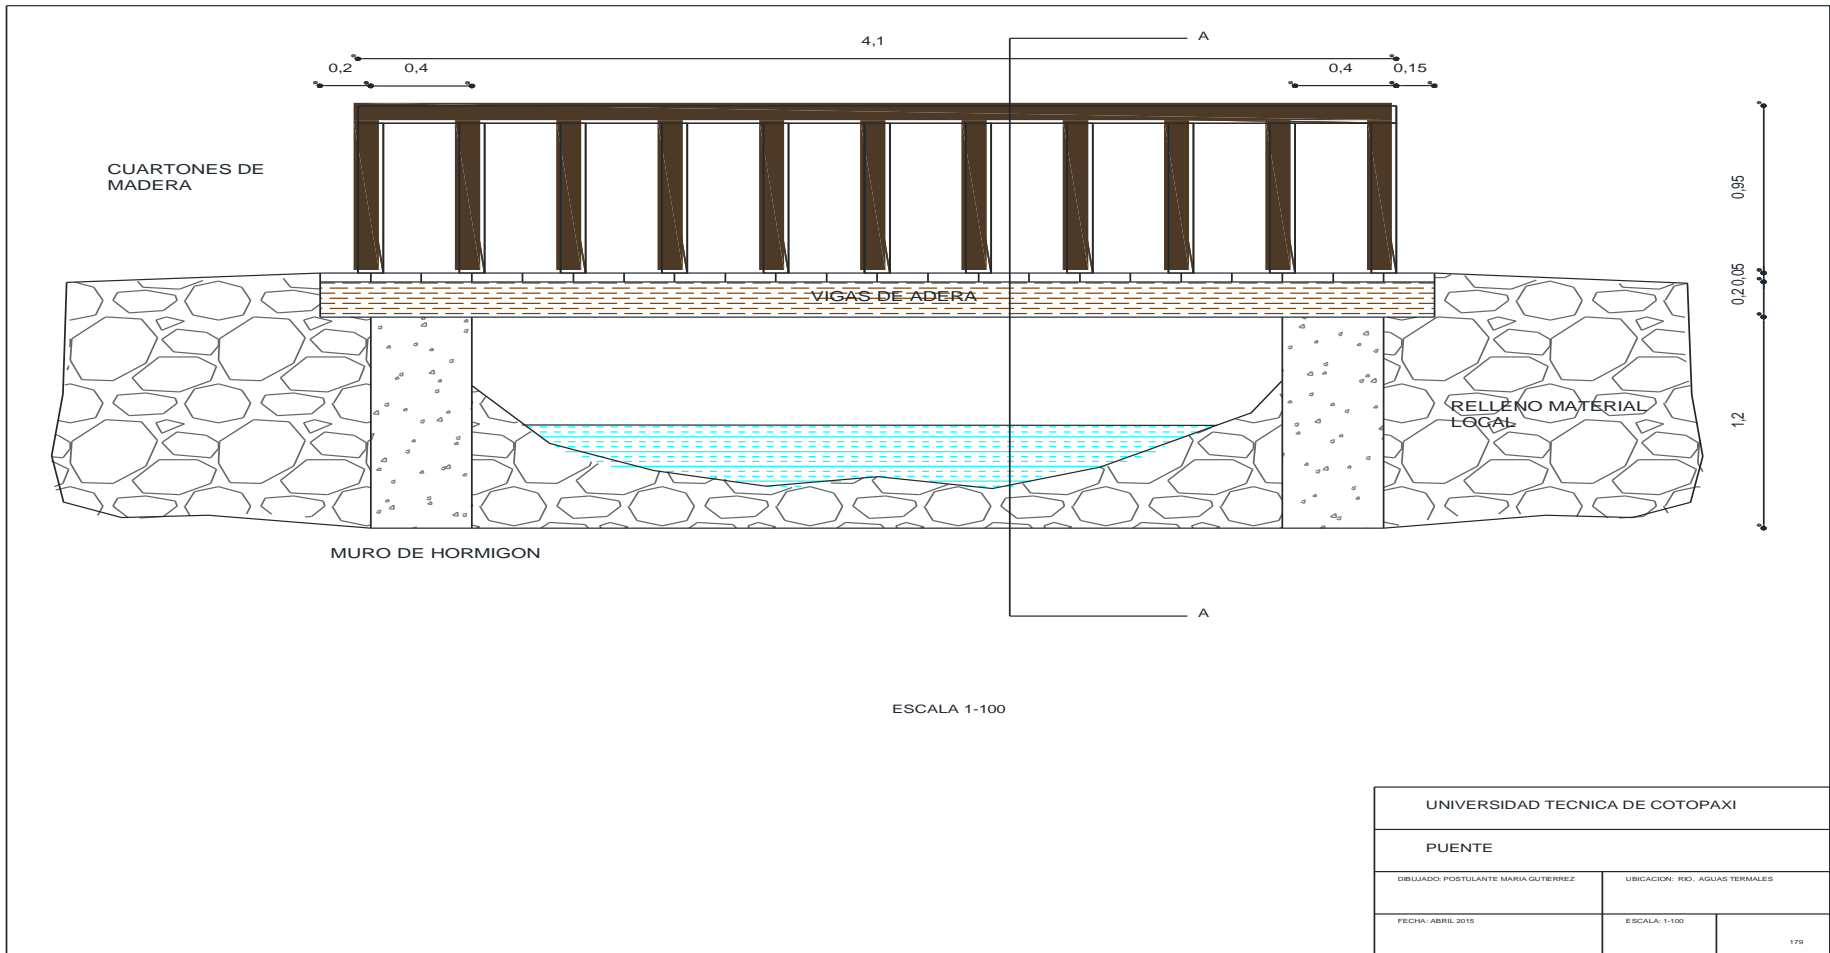 4,1
A
0,2
0,4
0,4
0,15
CUARTONES DE
MADERA
0,95
0,05
0,2
VIGAS DE ADERA
RELLENO MATERIAL
LOCAL
1,2
MURO DE HORMIGON
A
ESCALA 1-100
UNIVERSIDAD TECNICA DE COTOPAXI
PUENTE
DIBUJADO: POSTULANTE MARIA GUTIERREZ
UBICACION: RIO, AGUAS TERMALES
FECHA: ABRIL 2015
ESCALA: 1-100
179